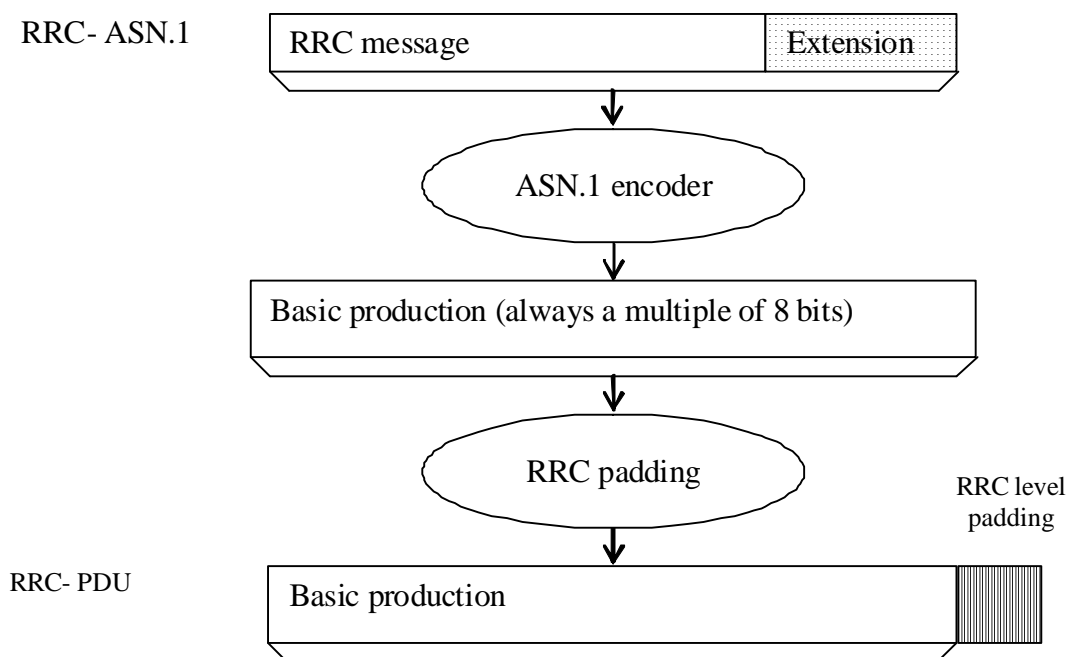 RRC- ASN.1
RRC message
Extension
ASN.1 encoder
Basic production (always a multiple of 8 bits)
RRC padding
RRC level
padding
RRC- PDU
Basic production